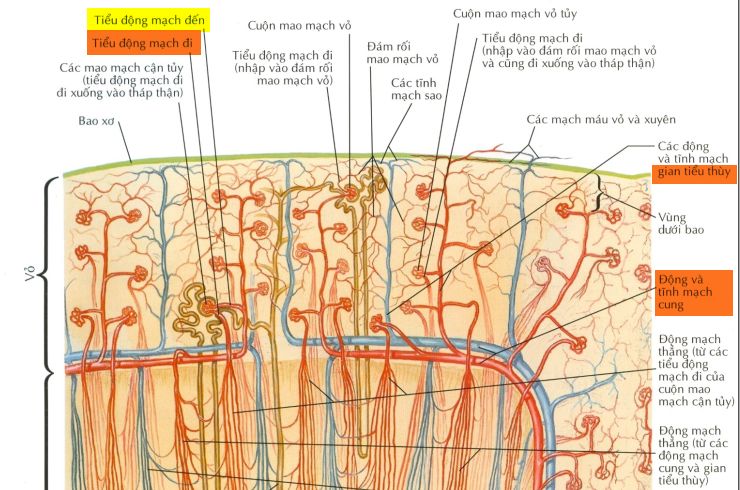 Tiểu động mạch đến
Tiểu động mạch đi
Các mao mạch cận tủy
(tiểu động mạch đi
đi xuống vào tháp thận)
Bao xơ
Cuộn mao mạch vỏ
Tiểu động mạch đi
(nhập vào đám rối
mao mạch vỏ)
Đám rối
mao mạch vỏ
Các tĩnh
mạch sao
Cuộn mao mạch vỏ tủy
Tiểu động mạch đi
(nhập vào đám rối mao mạch vỏ
và cũng đi xuống vào tháp thận)
Các mạch máu vỏ và xuyên
Các động
và tĩnh mạch
gian tiểu thùy
Vùng
dưới bao
Vỏ
Động và
tĩnh mạch
cung
Động mạch
thẳng (từ các
tiểu động
mạch đi của
cuộn mao
mạch cận tủy)
Động mạch
thẳng (từ các
động mạch
cung và gian
tiểu thùy)